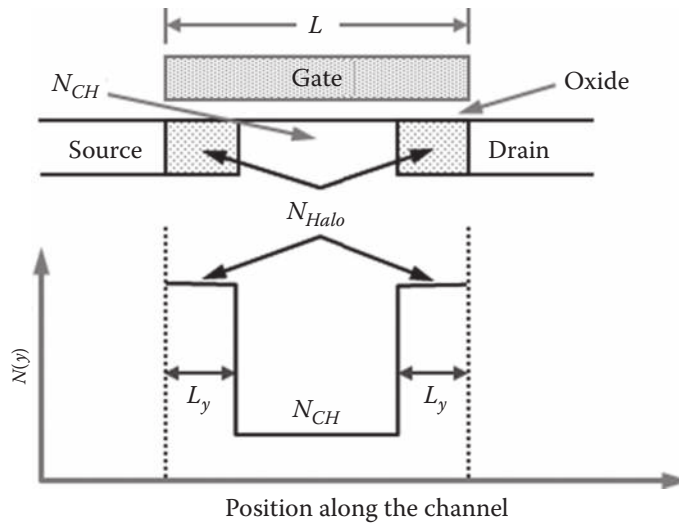 L
Gate
N_CH
Oxide
Source
Drain
N_Halo
N(y)
L_y
N_CH
L_y
Position along the channel